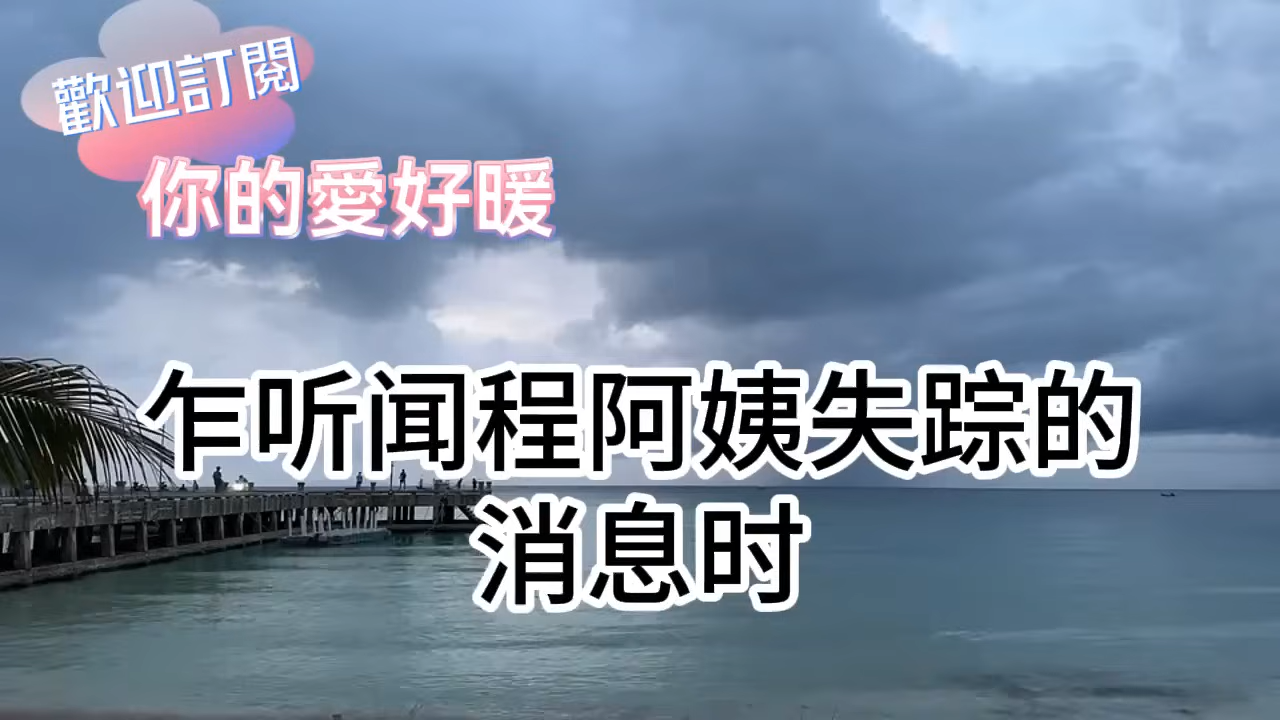 歡迎訂閱
你的愛好暖
乍听闻程阿姨失踪的
消息时